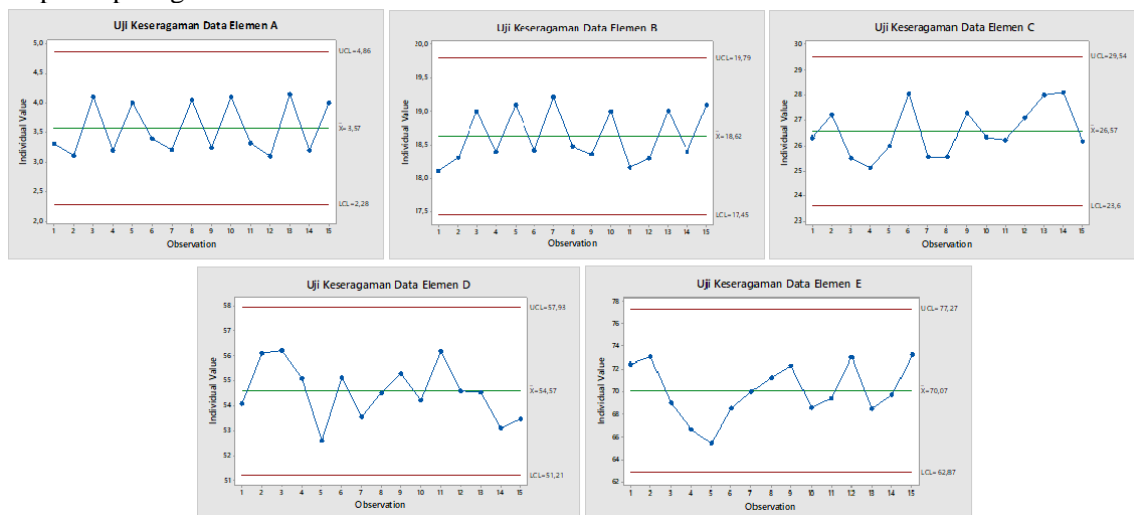 Uji Keseragaman Data Elemen A
Individual Value
5,0
4,5
4,0
3,5
3,0
2,5
2,0
UCL=4,86
X̄=3,57
LCL=2,28
1 2 3 4 5 6 7 8 9 10 11 12 13 14 15
Observation
Uji Keseragaman Data Elemen B
Individual Value
20,0
19,5
19,0
18,5
18,0
17,5
UCL=19,79
X̄=18,62
LCL=17,45
1 2 3 4 5 6 7 8 9 10 11 12 13 14 15
Observation
Uji Keseragaman Data Elemen C
Individual Value
30
29
28
27
26
25
24
23
UCL=29,54
X̄=26,57
LCL=23,6
1 2 3 4 5 6 7 8 9 10 11 12 13 14 15
Observation
Uji Keseragaman Data Elemen D
Individual Value
58
57
56
55
54
53
52
51
UCL=57,93
X̄=54,57
LCL=51,21
1 2 3 4 5 6 7 8 9 10 11 12 13 14 15
Observation
Uji Keseragaman Data Elemen E
Individual Value
78
76
74
72
70
68
66
64
62
UCL=77,27
X̄=70,07
LCL=62,87
1 2 3 4 5 6 7 8 9 10 11 12 13 14 15
Observation